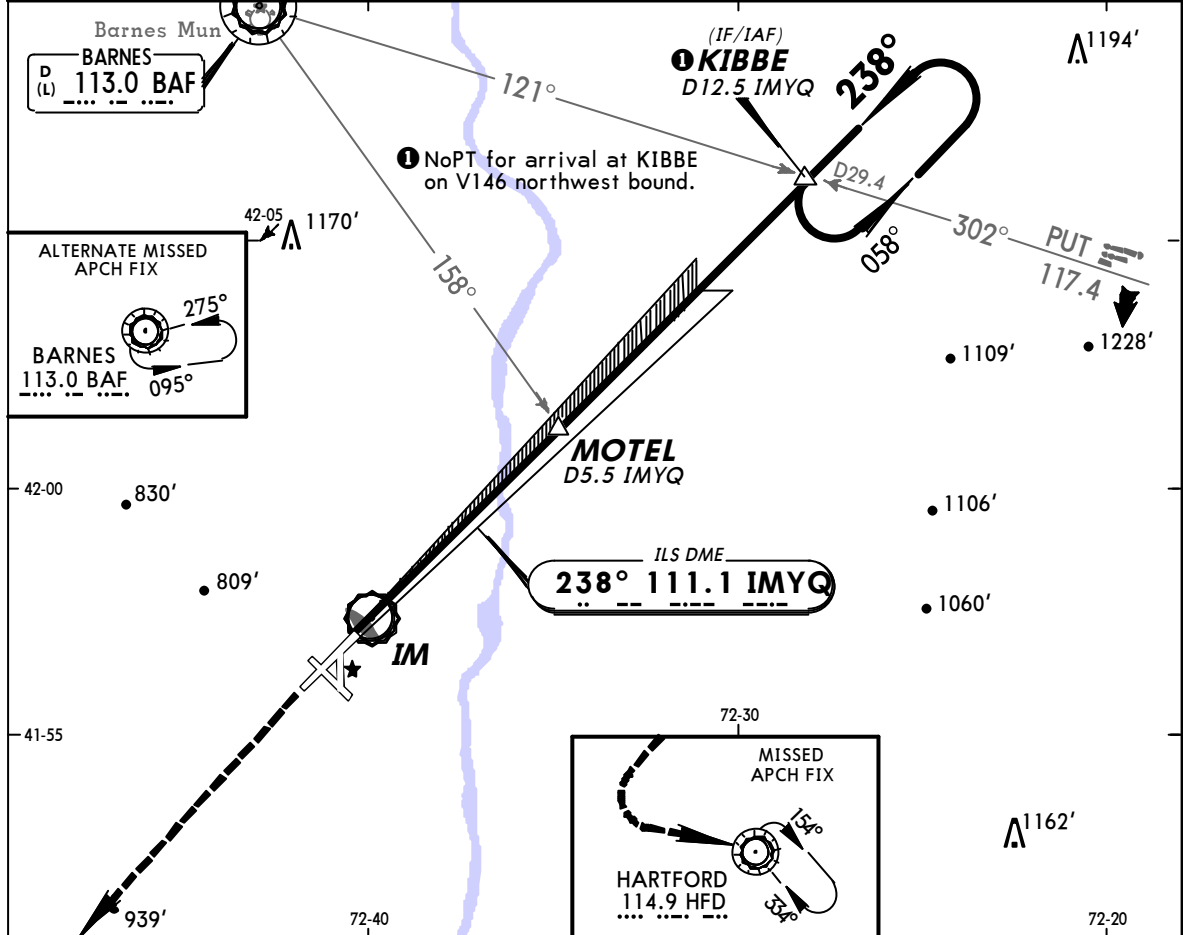 Barnes Mun
BARNES
D
(L) 113.0 BAF
121°
(IF/IAF)
1 KIBBE
D12.5 IMYQ
238°
1194'
1 NoPT for arrival at KIBBE
on V146 northwest bound.
D29.4
302°
PUT
117.4
058°
42-05
1170'
158°
ALTERNATE MISSED
APCH FIX
275°
BARNES
113.0 BAF
095°
1109'
1228'
MOTEL
D5.5 IMYQ
42-00
830'
1106'
809'
ILS DME
238° 111.1 IMYQ
1060'
IM
41-55
72-30
MISSED
APCH FIX
154°
HARTFORD
114.9 HFD
334°
1162'
939'
72-40
72-20